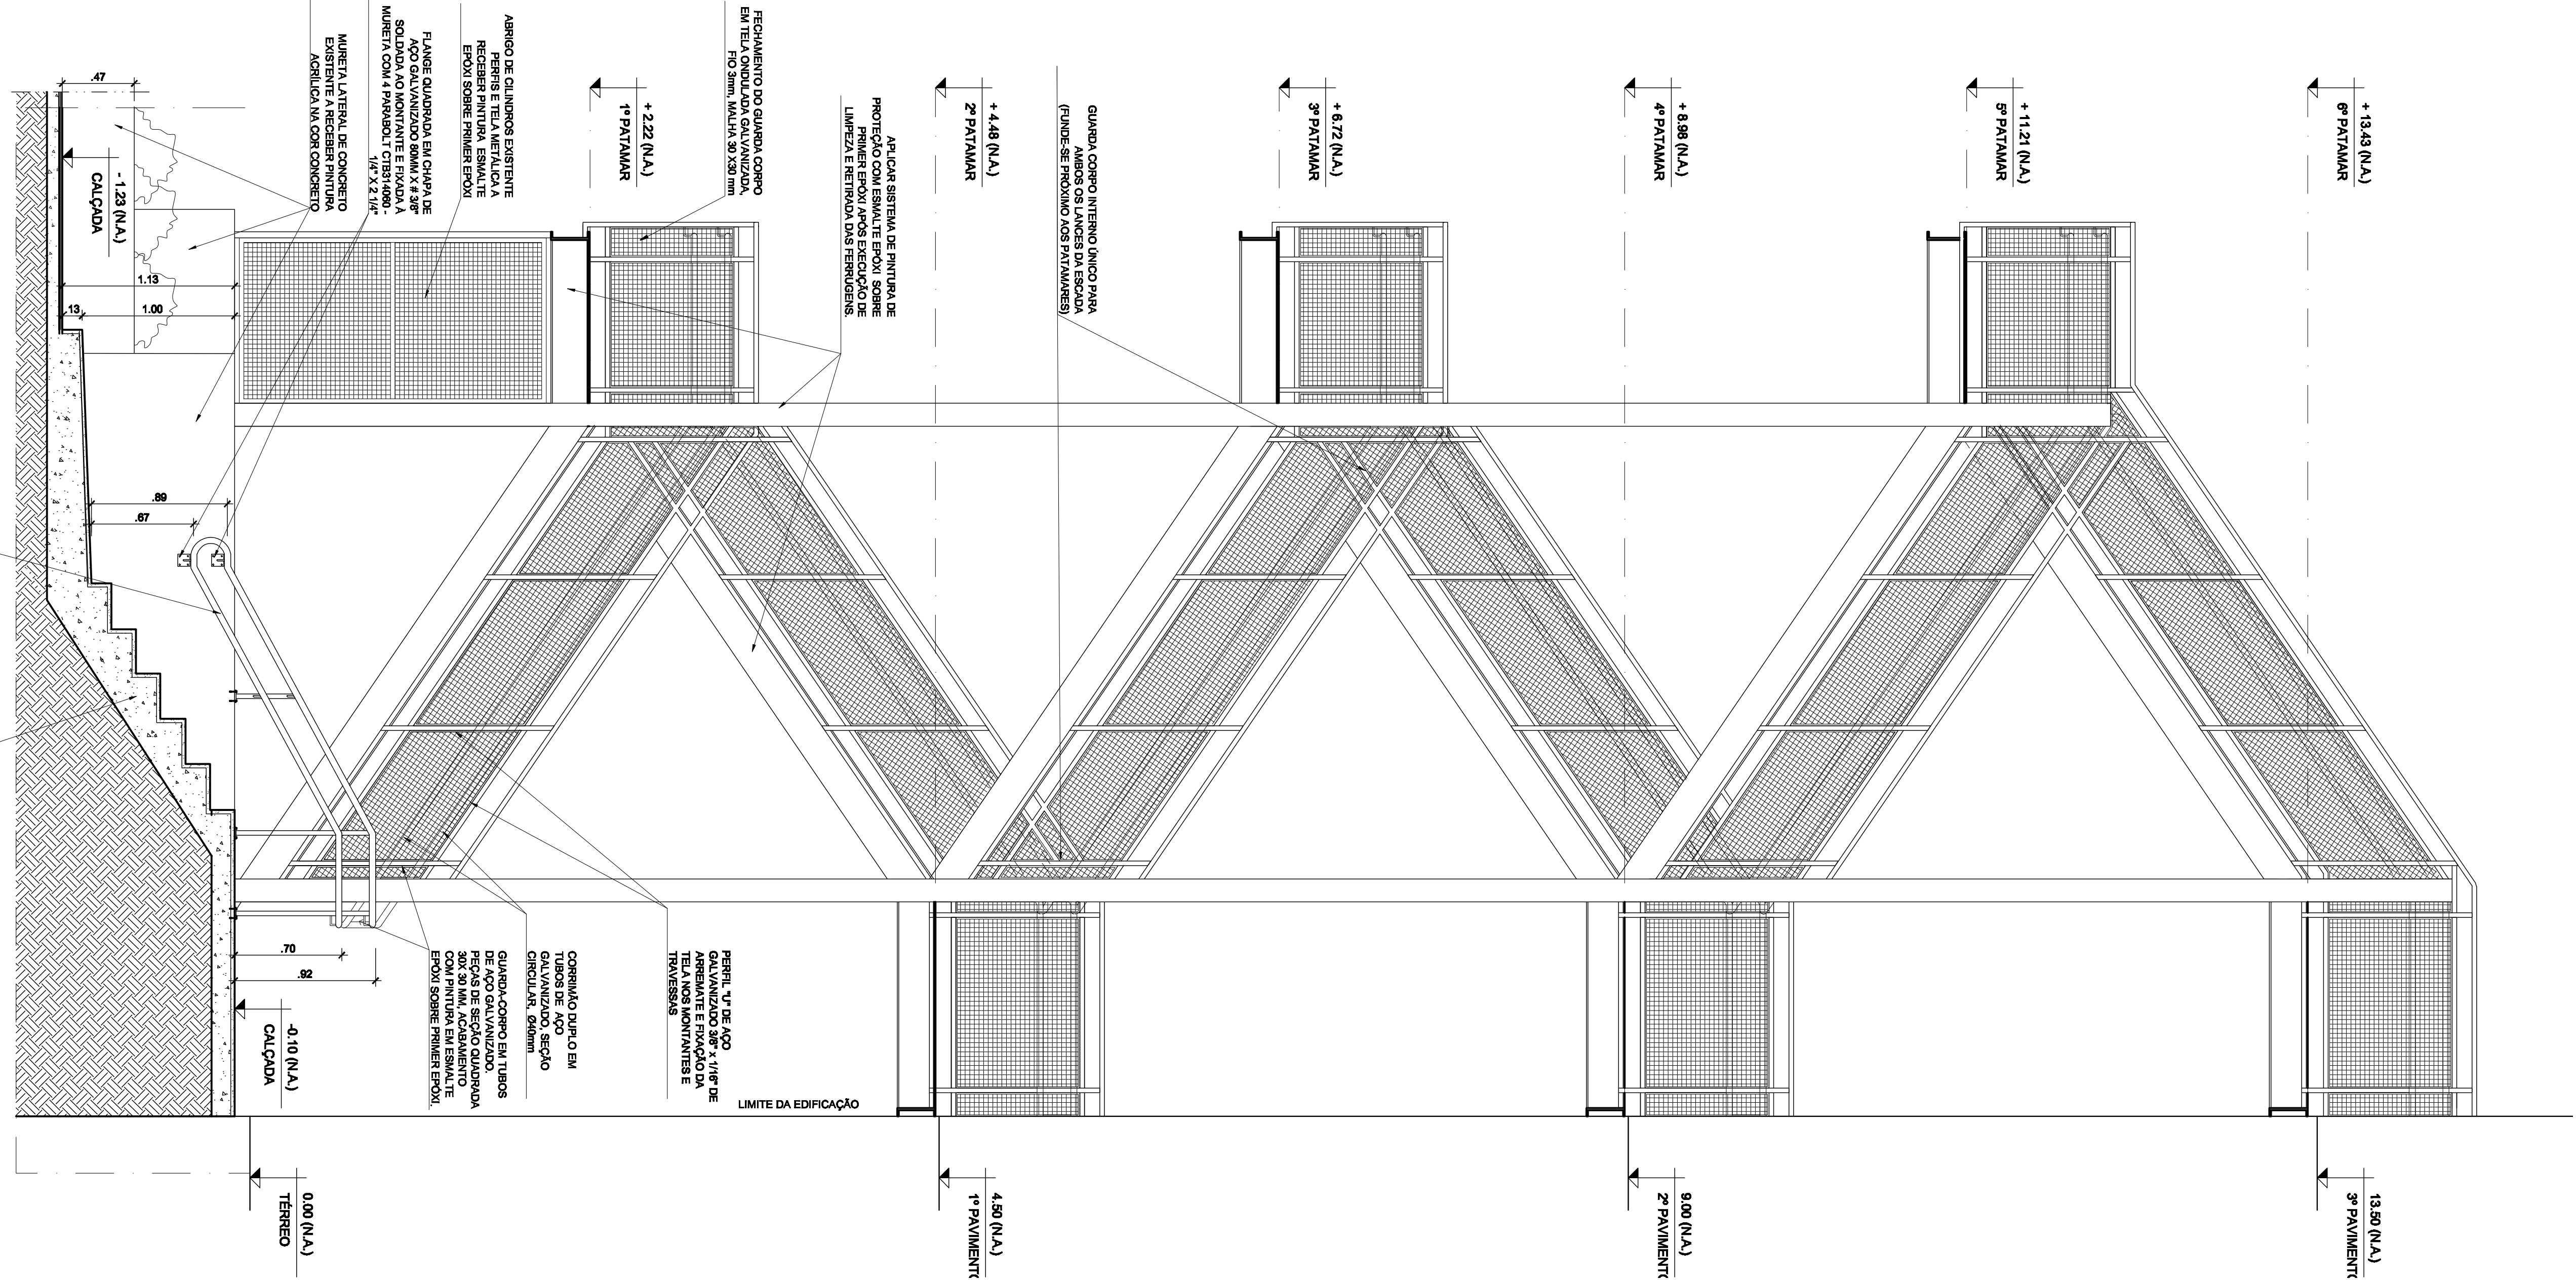 + 13.43 (N.A.)
6º PATAMAR
+ 11.21 (N.A.)
5º PATAMAR
+ 8.98 (N.A.)
4º PATAMAR
+ 6.72 (N.A.)
3º PATAMAR
+ 4.48 (N.A.)
2º PATAMAR
+ 2.22 (N.A.)
1º PATAMAR
GUARDA CORPO INTERNO ÚNICO PARA
AMBOS OS LANCES DA ESCADA
(FUNDE-SE PRÓXIMO AOS PATAMARES)
APLICAR SISTEMA DE PINTURA DE
PROTEÇÃO COM ESMALTE EPÓXI SOBRE
PRIMER EPÓXI APÓS EXECUÇÃO DE
LIMPEZA E RETIRADA DAS FERRUGENS.
FECHAMENTO DO GUARDA CORPO
EM TELA ONDULADA GALVANIZADA,
FIO 3mm, MALHA 30 X30 mm
ABRIGO DE CILINDROS EXISTENTE
PERFIS E TELA METÁLICA A
RECEBER PINTURA ESMALTE
EPÓXI SOBRE PRIMER EPÓXI
FLANGE QUADRADA EM CHAPA DE
AÇO GALVANIZADO 80MM X # 3/8"
SOLDADA AO MONTANTE E FIXADA À
MURETA COM 4 PARABOLT CTB314060 -
1/4" X 2 1/4"
MURETA LATERAL DE CONCRETO
EXISTENTE A RECEBER PINTURA
ACRÍLICA NA COR CONCRETO
.47
- 1.23 (N.A.)
CALÇADA
1.13
13
1.00
.89
.67
.70
.92
PERFIL "U" DE AÇO
GALVANIZADO 3/8" x 1/16" DE
ARREMATE E FIXAÇÃO DA
TELA NOS MONTANTES E
TRAVESSAS
CORRIMÃO DUPLO EM
TUBOS DE AÇO
GALVANIZADO, SEÇÃO
CIRCULAR, Ø40mm
GUARDA-CORPO EM TUBOS
DE AÇO GALVANIZADO.
PEÇAS DE SEÇÃO QUADRADA
30X 30 MM, ACABAMENTO
COM PINTURA EM ESMALTE
EPÓXI SOBRE PRIMER EPÓXI.
-0.10 (N.A.)
CALÇADA
LIMITE DA EDIFICAÇÃO
13.50 (N.A.)
3º PAVIMENTO
9.00 (N.A.)
2º PAVIMENTO
4.50 (N.A.)
1º PAVIMENTO
0.00 (N.A.)
TÉRREO